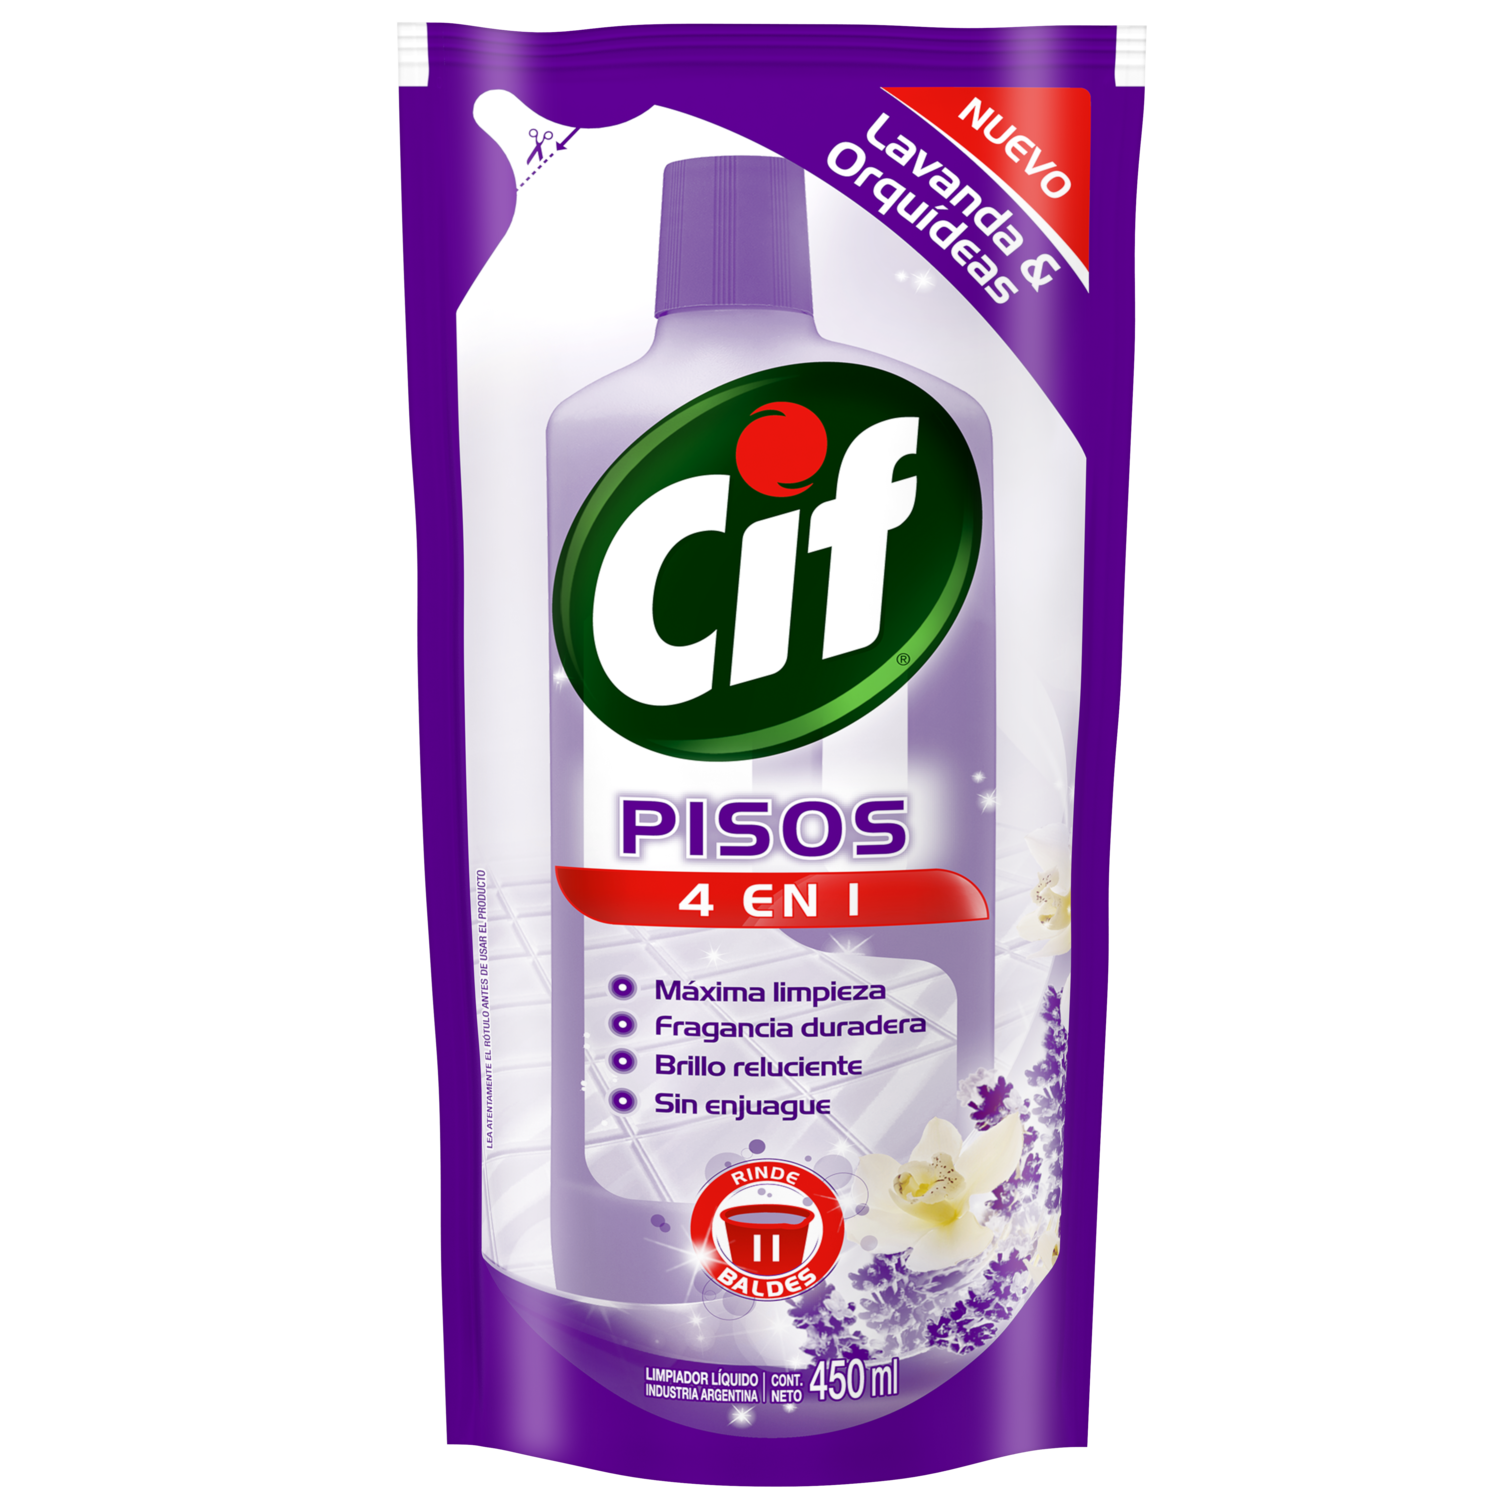 NUEVO
Lavanda &
Orquídeas
Cif
®
PISOS
4 EN 1
Máxima limpieza
Fragancia duradera
Brillo reluciente
Sin enjuague
RINDE
11
BALDES
LEA ATENTAMENTE EL RÓTULO ANTES DE USAR EL PRODUCTO
LIMPIADOR LÍQUIDO
INDUSTRIA ARGENTINA
CONT.
NETO
450 ml